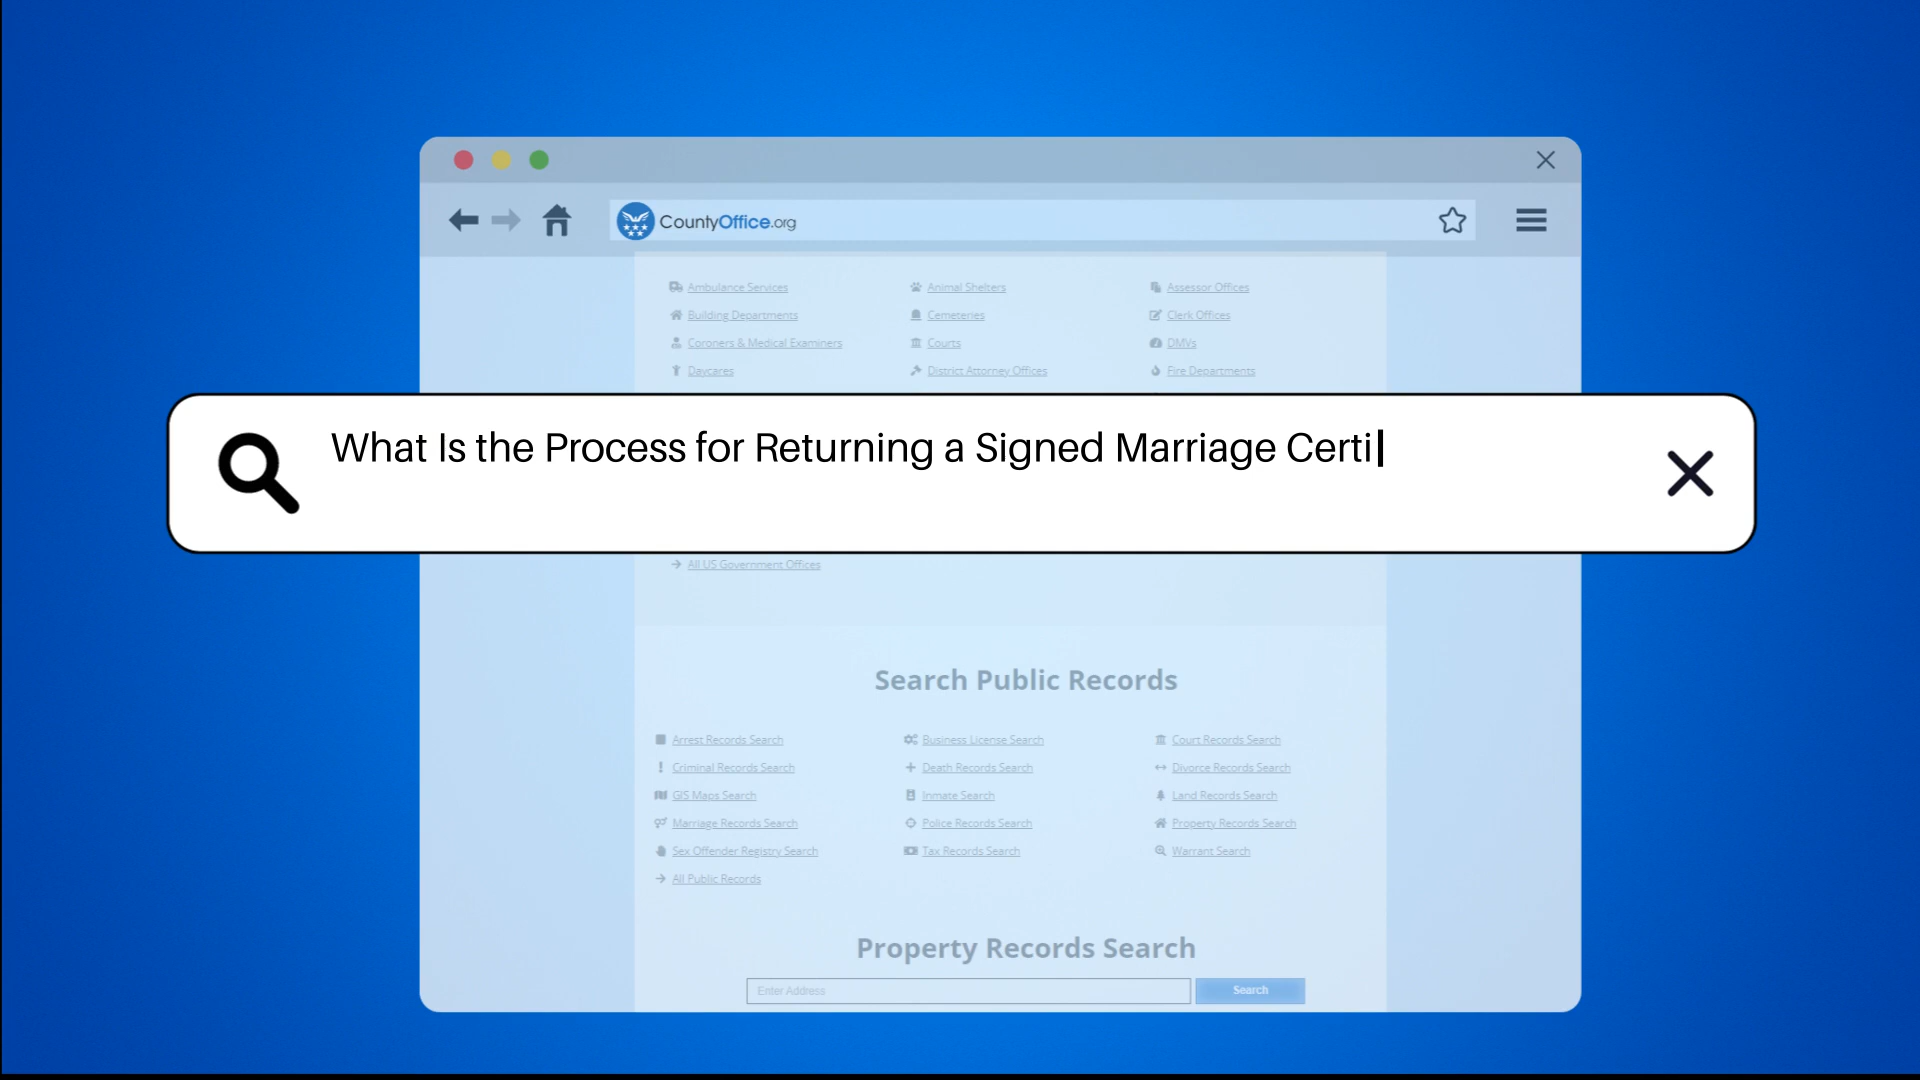 CountyOffice.org
Ambulance Services Animal Shelters Assessor Offices
Building Departments Cemeteries Clerk Offices
Coroners & Medical Examiners Courts DMVs
Daycares District Attorney Offices Fire Departments
What Is the Process for Returning a Signed Marriage Certi
All US Government Offices
Search Public Records
Arrest Records Search Business License Search Court Records Search
Criminal Records Search Death Records Search Divorce Records Search
GIS Maps Search Inmate Search Land Records Search
Marriage Records Search Police Records Search Property Records Search
Sex Offender Registry Search Tax Records Search Warrant Search
All Public Records
Property Records Search
Enter Address Search